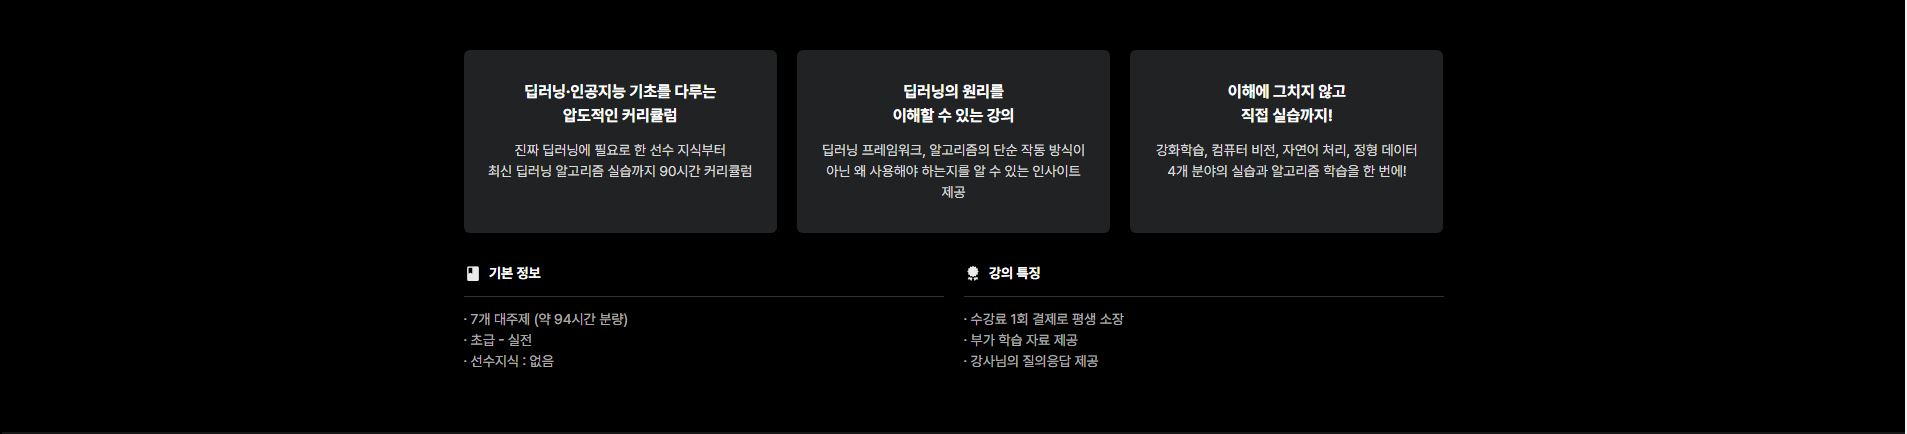 딥러닝·인공지능 기초를 다루는
압도적인 커리큘럼
진짜 딥러닝에 필요로 한 선수 지식부터
최신 딥러닝 알고리즘 실습까지 90시간 커리큘럼
딥러닝의 원리를
이해할 수 있는 강의
딥러닝 프레임워크, 알고리즘의 단순 작동 방식이
아닌 왜 사용해야 하는지를 알 수 있는 인사이트
제공
이해에 그치지 않고
직접 실습까지!
강화학습, 컴퓨터 비전, 자연어 처리, 정형 데이터
4개 분야의 실습과 알고리즘 학습을 한 번에!
기본 정보
· 7개 대주제 (약 94시간 분량)
· 초급 - 실전
· 선수지식 : 없음
강의 특징
· 수강료 1회 결제로 평생 소장
· 부가 학습 자료 제공
· 강사님의 질의응답 제공